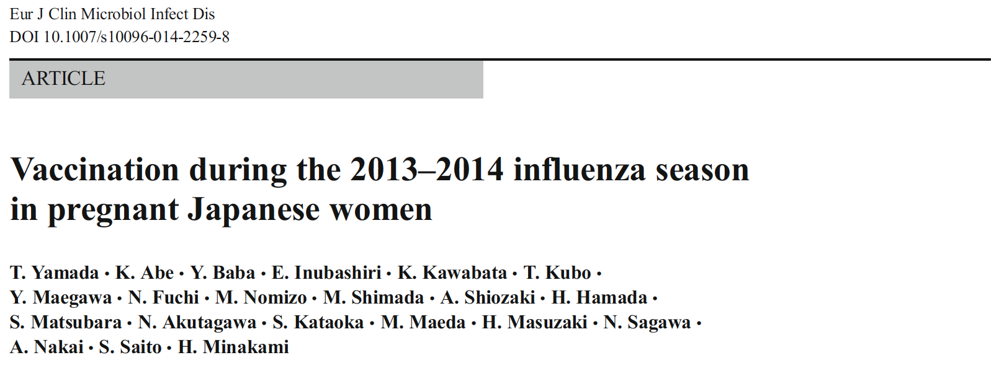 Eur J Clin Microbiol Infect Dis
DOI 10.1007/s10096-014-2259-8
ARTICLE
Vaccination during the 2013–2014 influenza season
in pregnant Japanese women
T. Yamada · K. Abe · Y. Baba · E. Inubashiri · K. Kawabata · T. Kubo ·
Y. Maegawa · N. Fuchi · M. Nomizo · M. Shimada · A. Shiozaki · H. Hamada ·
S. Matsubara · N. Akutagawa · S. Kataoka · M. Maeda · H. Masuzaki · N. Sagawa ·
A. Nakai · S. Saito · H. Minakami